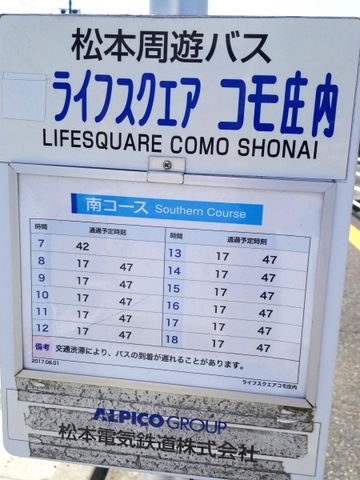 松本周遊バス
ライフスクエア コモ庄内
LIFESQUARE COMO SHONAI
南コース Southern Course
時間 通過予定時刻 時間 通過予定時刻
7 42 13 17 47
8 17 47 14 17 47
9 17 47 15 17 47
10 17 47 16 17 47
11 17 47 17 17 47
12 17 47 18 17 47
備考 交通渋滞により、バスの到着が遅れることがあります。
2017.08.01 ライフスクエアコモ庄内
ALPICO GROUP
松本電気鉄道株式会社